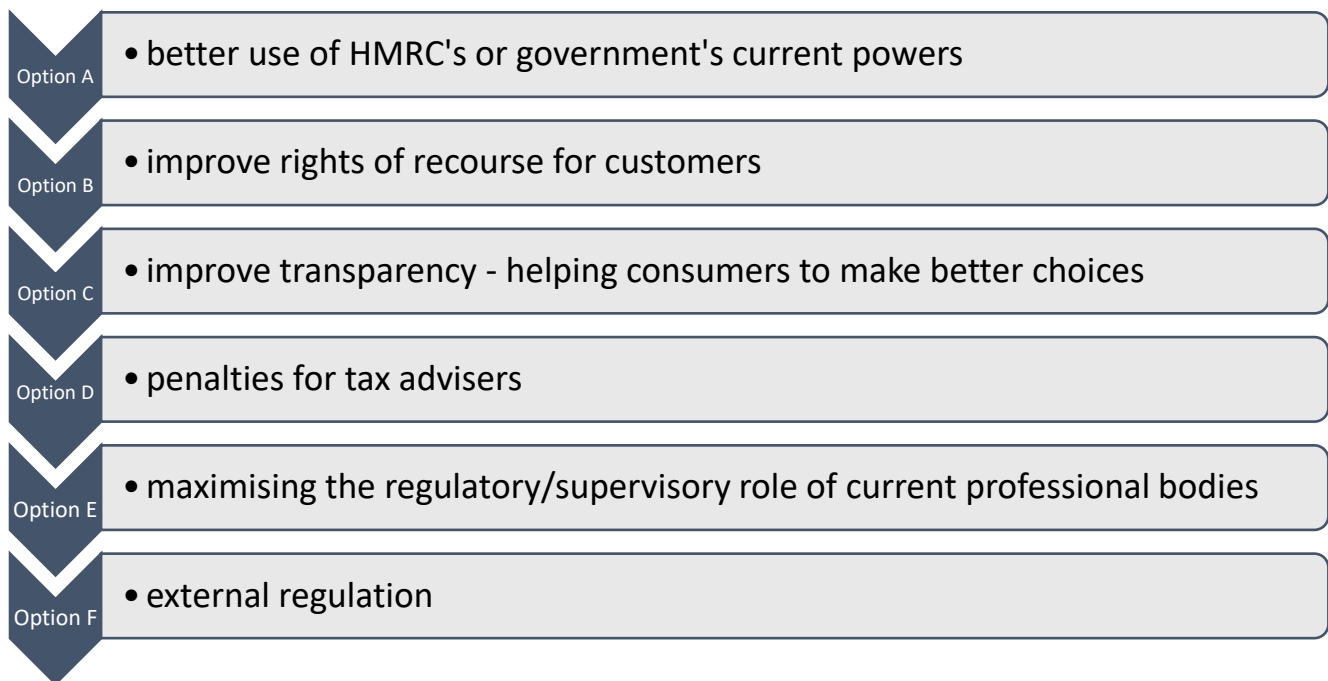 Option A
• better use of HMRC's or government's current powers
Option B
• improve rights of recourse for customers
Option C
• improve transparency - helping consumers to make better choices
Option D
• penalties for tax advisers
Option E
• maximising the regulatory/supervisory role of current professional bodies
Option F
• external regulation